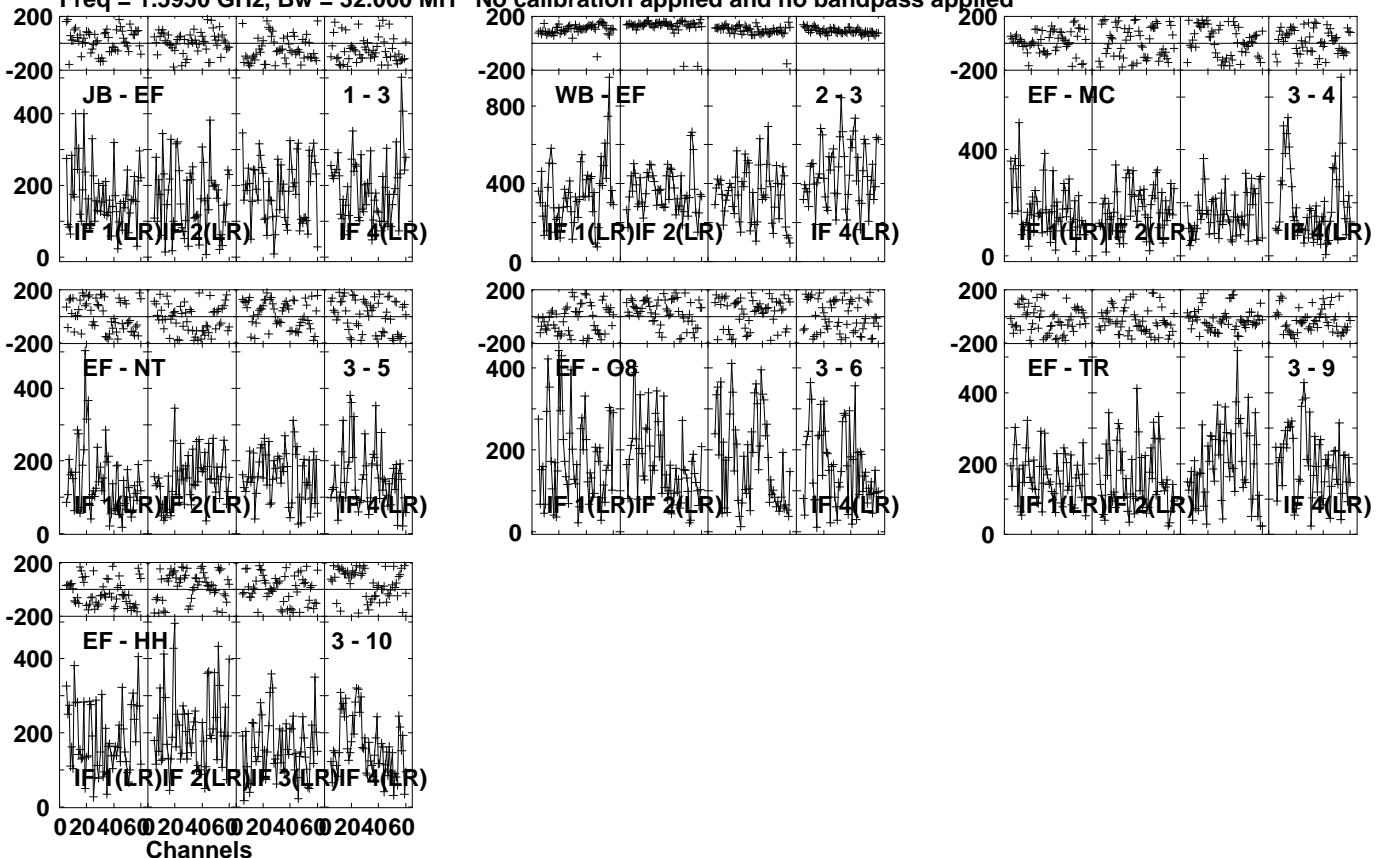 Freq = 1.5950 GHz, Bw = 32.000 MH No calibration applied and no bandpass applied
200
-200
JB - EF 1 - 3
400
200
0
IF 1(LR) IF 2(LR) IF 4(LR)
200
-200
WB - EF 2 - 3
800
400
0
IF 1(LR) IF 2(LR) IF 4(LR)
200
-200
EF - MC 3 - 4
400
0
IF 1(LR) IF 2(LR) IF 4(LR)
200
-200
EF - NT 3 - 5
400
200
0
IF 1(LR) IF 2(LR) IF 4(LR)
200
-200
EF - O8 3 - 6
400
200
0
IF 1(LR) IF 2(LR) IF 4(LR)
200
-200
EF - TR 3 - 9
400
200
0
IF 1(LR) IF 2(LR) IF 4(LR)
200
-200
EF - HH 3 - 10
400
200
0
IF 1(LR) IF 2(LR) IF 3(LR) IF 4(LR)
0 20 40 60 0 20 40 60 0 20 40 60 0 20 40 60
Channels